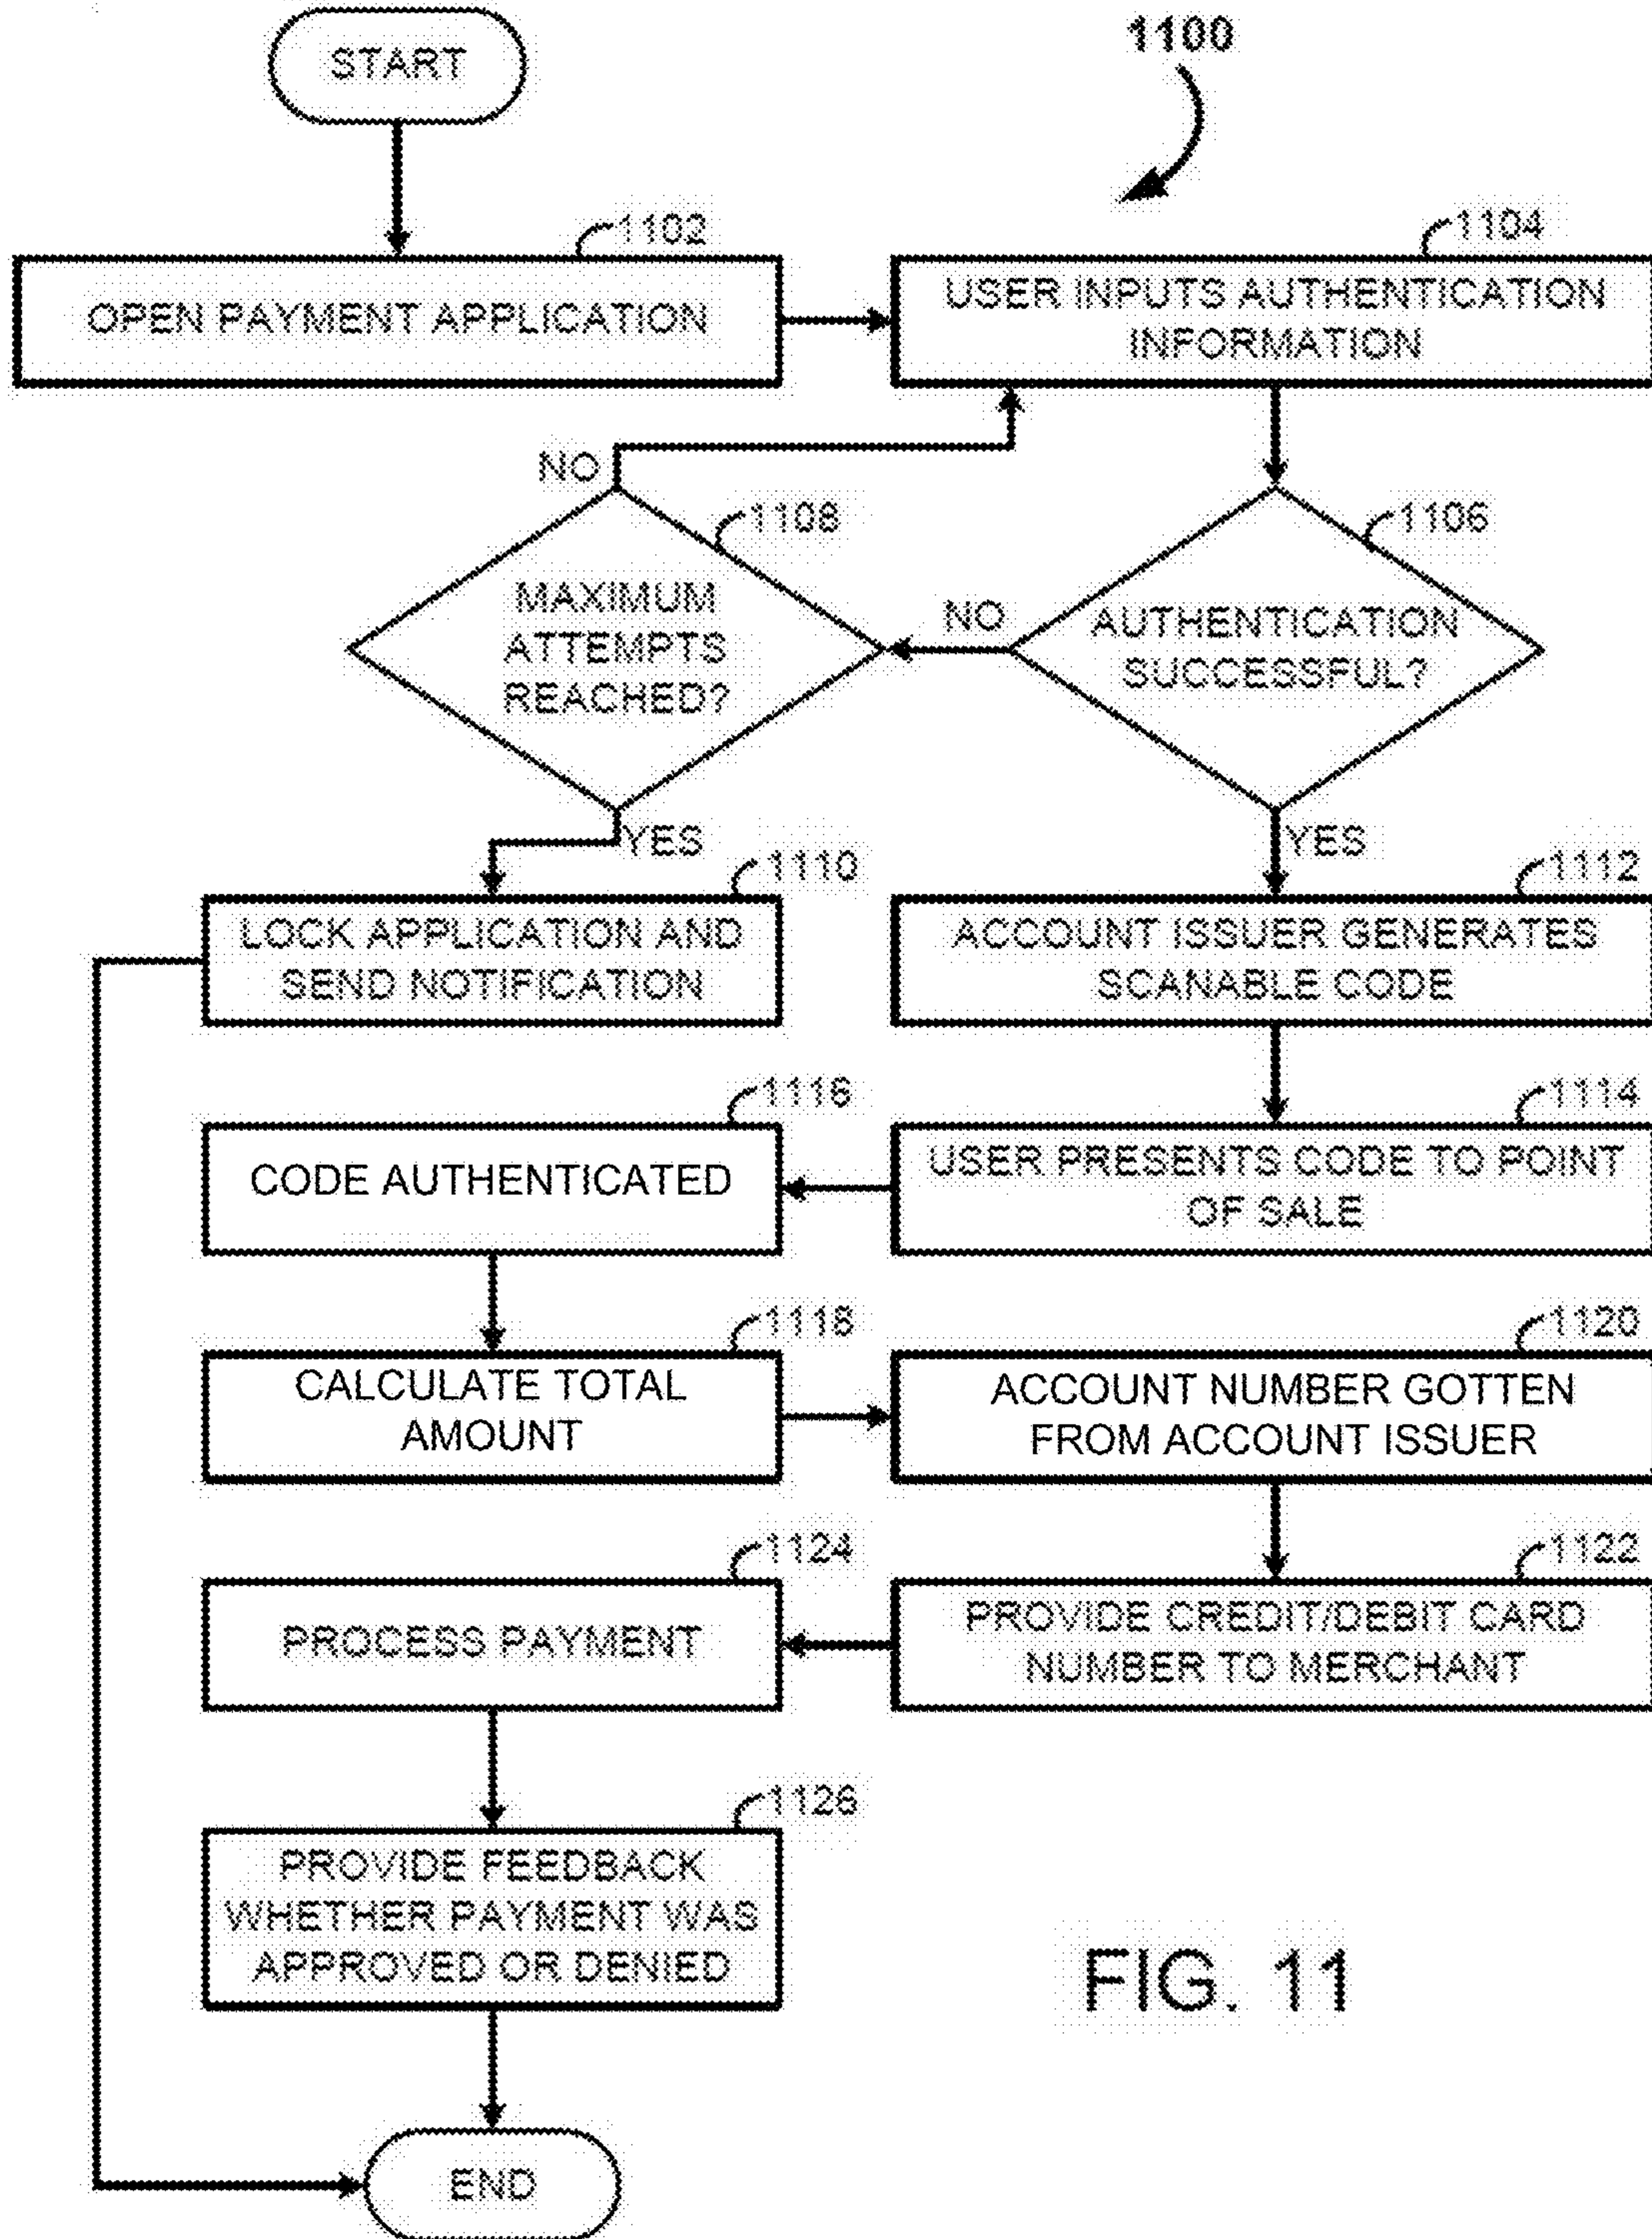 START
1100
1102
OPEN PAYMENT APPLICATION
1104
USER INPUTS AUTHENTICATION
INFORMATION
NO
1108
MAXIMUM
ATTEMPTS
REACHED?
NO
1106
AUTHENTICATION
SUCCESSFUL?
YES
YES
1110
LOCK APPLICATION AND
SEND NOTIFICATION
1112
ACCOUNT ISSUER GENERATES
SCANABLE CODE
1114
USER PRESENTS CODE TO POINT
OF SALE
1116
CODE AUTHENTICATED
1118
CALCULATE TOTAL
AMOUNT
1120
ACCOUNT NUMBER GOTTEN
FROM ACCOUNT ISSUER
1122
PROVIDE CREDIT/DEBIT CARD
NUMBER TO MERCHANT
1124
PROCESS PAYMENT
1126
PROVIDE FEEDBACK
WHETHER PAYMENT WAS
APPROVED OR DENIED
END
FIG. 11